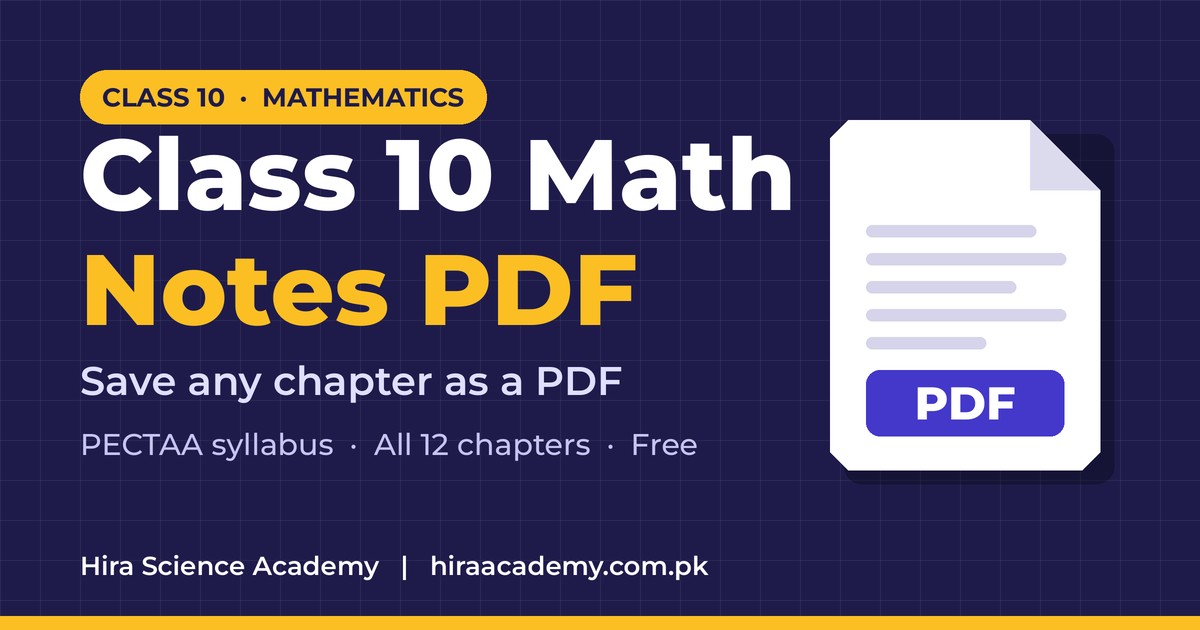 CLASS 10 · MATHEMATICS
Class 10 Math
Notes PDF
Save any chapter as a PDF
PECTAA syllabus · All 12 chapters · Free
PDF
Hira Science Academy | hiraacademy.com.pk